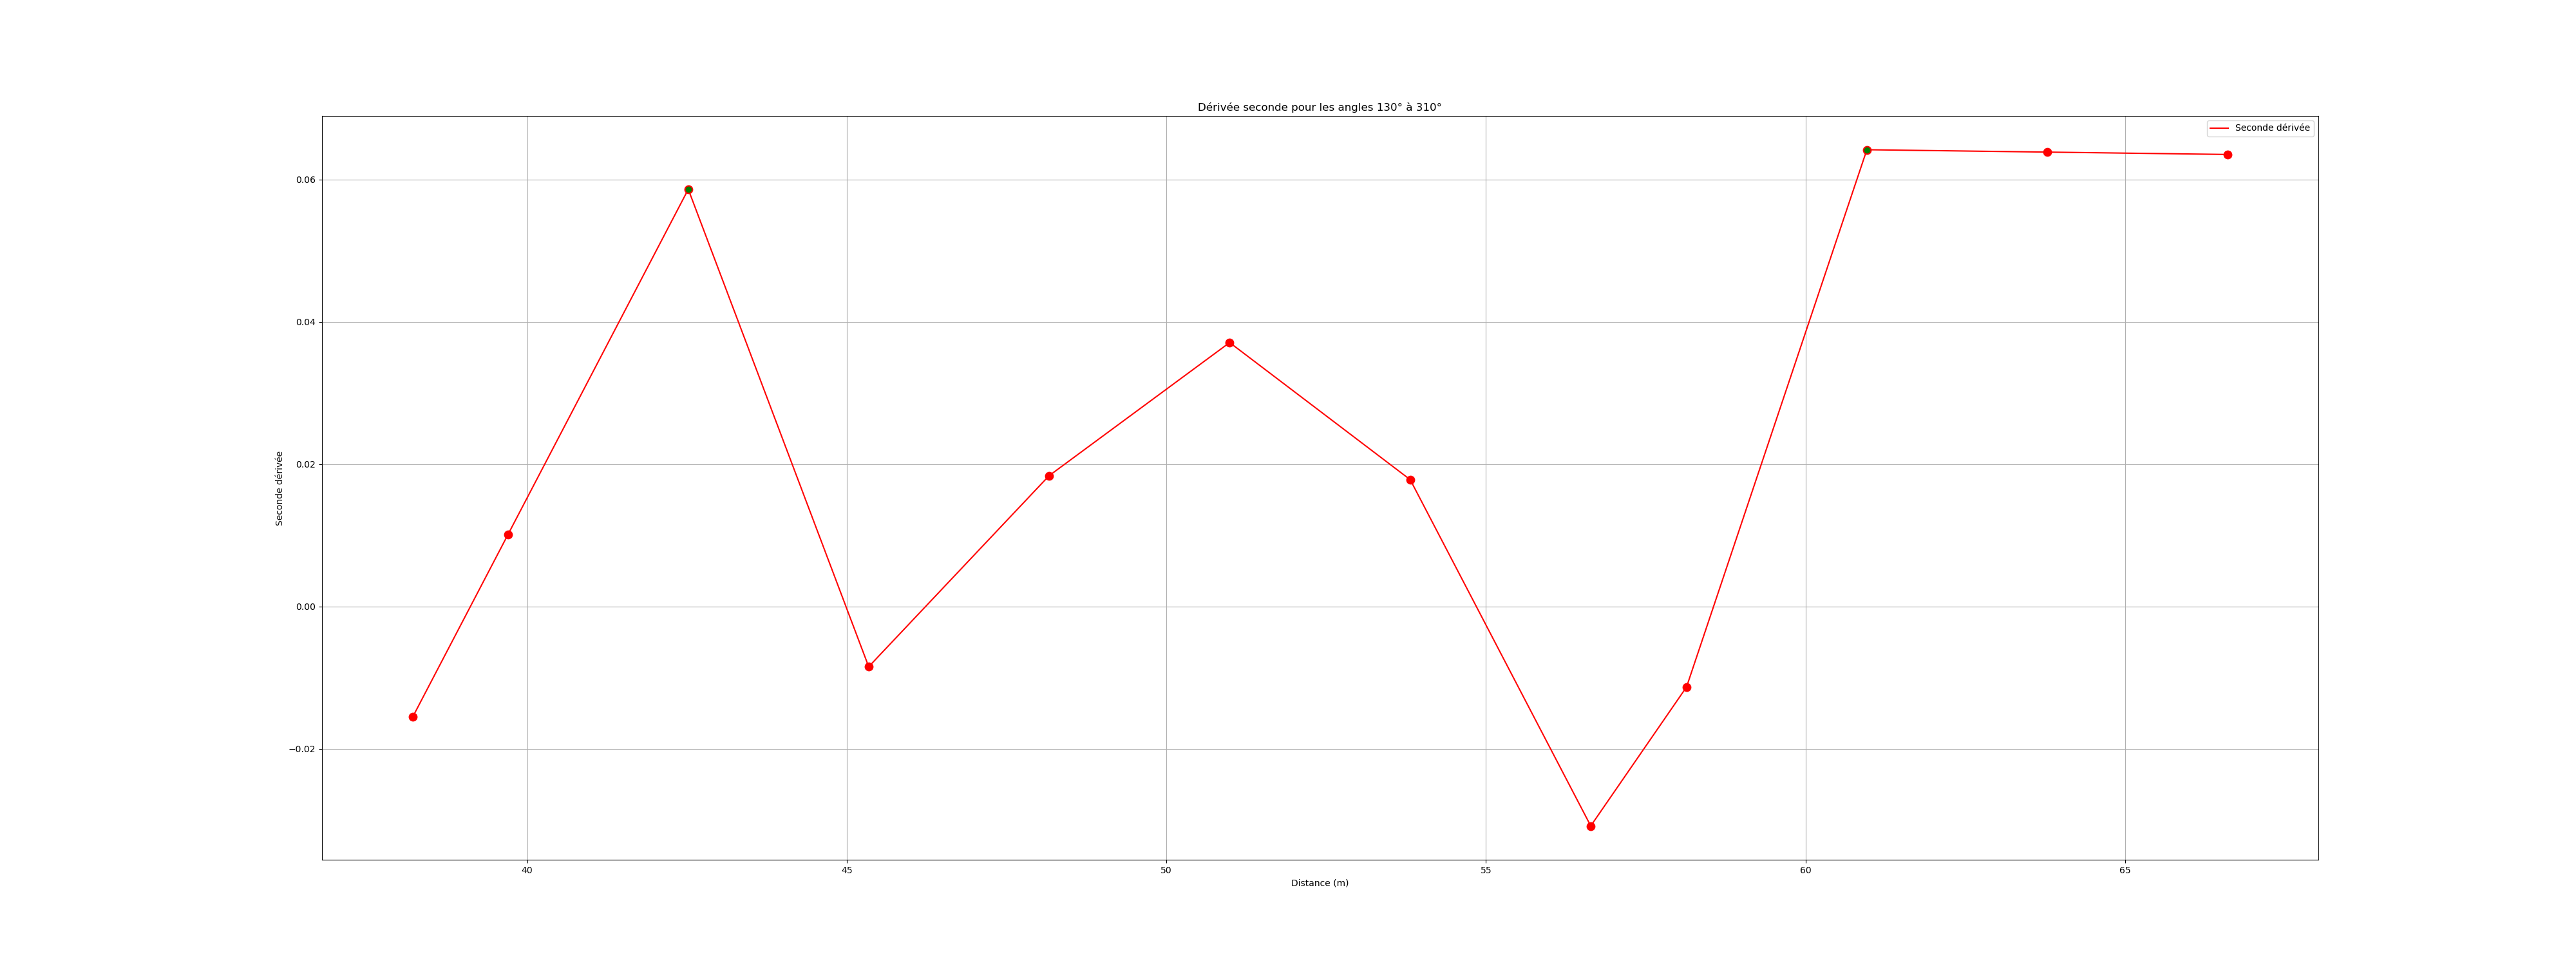 Dérivée seconde pour les angles 130° à 310°
Seconde dérivée
0.06
0.04
0.02
0.00
−0.02
Seconde dérivée
40 45 50 55 60 65
Distance (m)